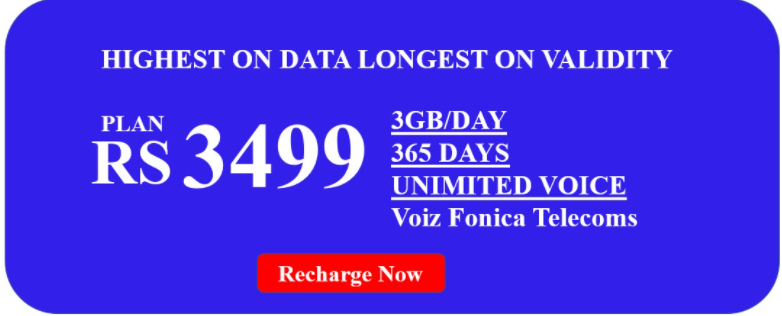 HIGHEST ON DATA LONGEST ON VALIDITY
PLAN
RS 3499
3GB/DAY
365 DAYS
UNIMITED VOICE
Voiz Fonica Telecoms
Recharge Now